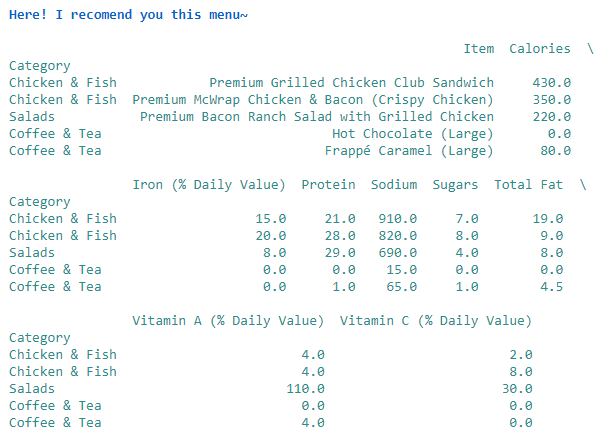 Here! I recomend you this menu~
Item  Calories  \
Category
Chicken & Fish            Premium Grilled Chicken Club Sandwich     430.0
Chicken & Fish  Premium McWrap Chicken & Bacon (Crispy Chicken)     350.0
Salads           Premium Bacon Ranch Salad with Grilled Chicken     220.0
Coffee & Tea                              Hot Chocolate (Large)       0.0
Coffee & Tea                             Frappé Caramel (Large)      80.0
Iron (% Daily Value)  Protein  Sodium  Sugars  Total Fat  \
Category
Chicken & Fish                  15.0     21.0   910.0     7.0       19.0
Chicken & Fish                  20.0     28.0   820.0     8.0        9.0
Salads                           8.0     29.0   690.0     4.0        8.0
Coffee & Tea                     0.0      0.0    15.0     0.0        0.0
Coffee & Tea                     0.0      1.0    65.0     1.0        4.5
Vitamin A (% Daily Value)  Vitamin C (% Daily Value)
Category
Chicken & Fish                        4.0                        2.0
Chicken & Fish                        4.0                        8.0
Salads                              110.0                       30.0
Coffee & Tea                          0.0                        0.0
Coffee & Tea                          4.0                        0.0